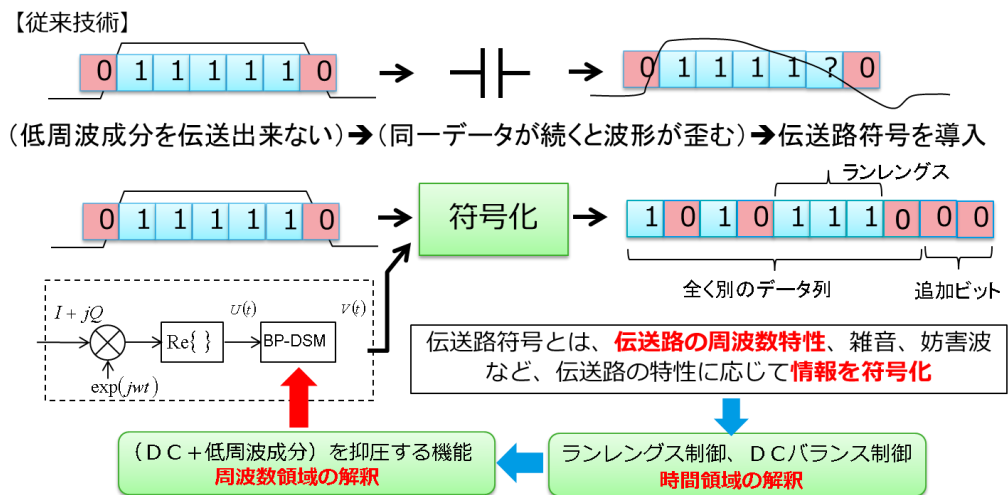 【従来技術】
0 1 1 1 1 1 0
0 1 1 1 1 ? 0
(低周波成分を伝送出来ない)➔(同一データが続くと波形が歪む)➔伝送路符号を導入
ランレングス
0 1 1 1 1 1 0
符号化
1 0 1 0 1 1 1 0 0 0
全く別のデータ列
追加ビット
I + jQ
U(t)
V(t)
Re{ }
BP-DSM
exp(jwt)
伝送路符号とは、伝送路の周波数特性、雑音、妨害波
など、伝送路の特性に応じて情報を符号化
(DC+低周波成分)を抑圧する機能
周波数領域の解釈
ランレングス制御、DCバランス制御
時間領域の解釈